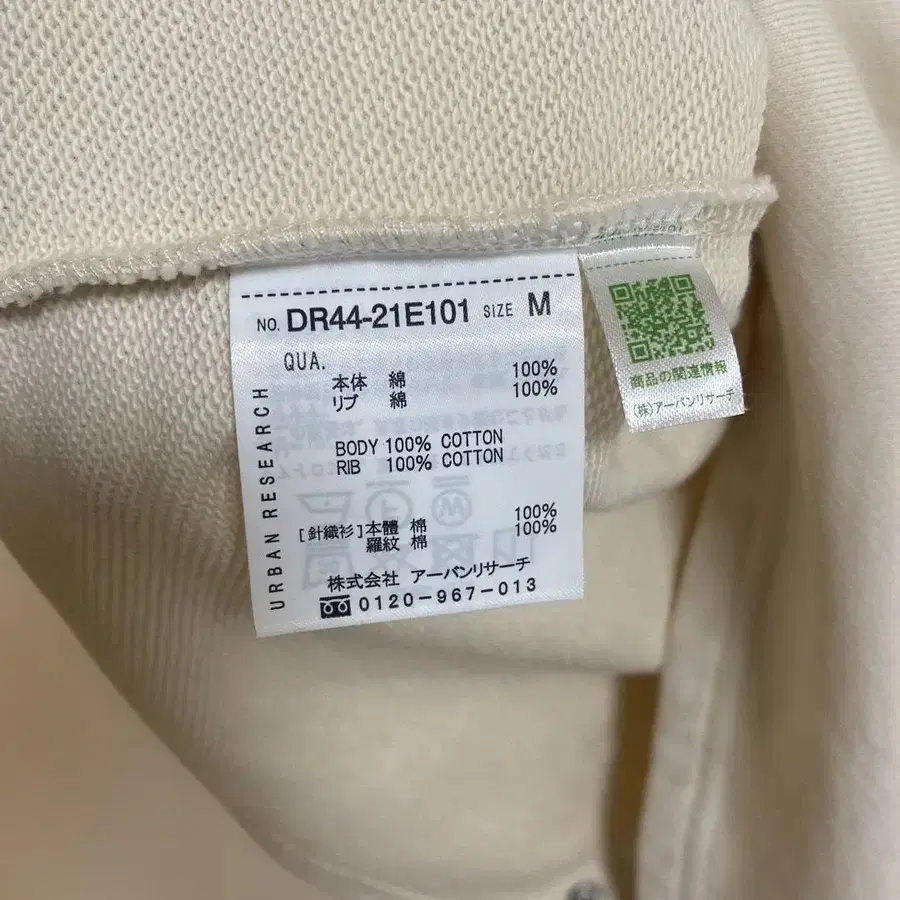 NO. DR44-21E101 SIZE M
QUA.
本体 綿 100%
リブ 綿 100%
BODY 100% COTTON
RIB 100% COTTON
[針織衫]本體 棉 100%
羅紋 棉 100%
株式会社 アーバンリサーチ
0120-967-013
URBAN RESEARCH
商品の関連情報
(株)アーバンリサーチ